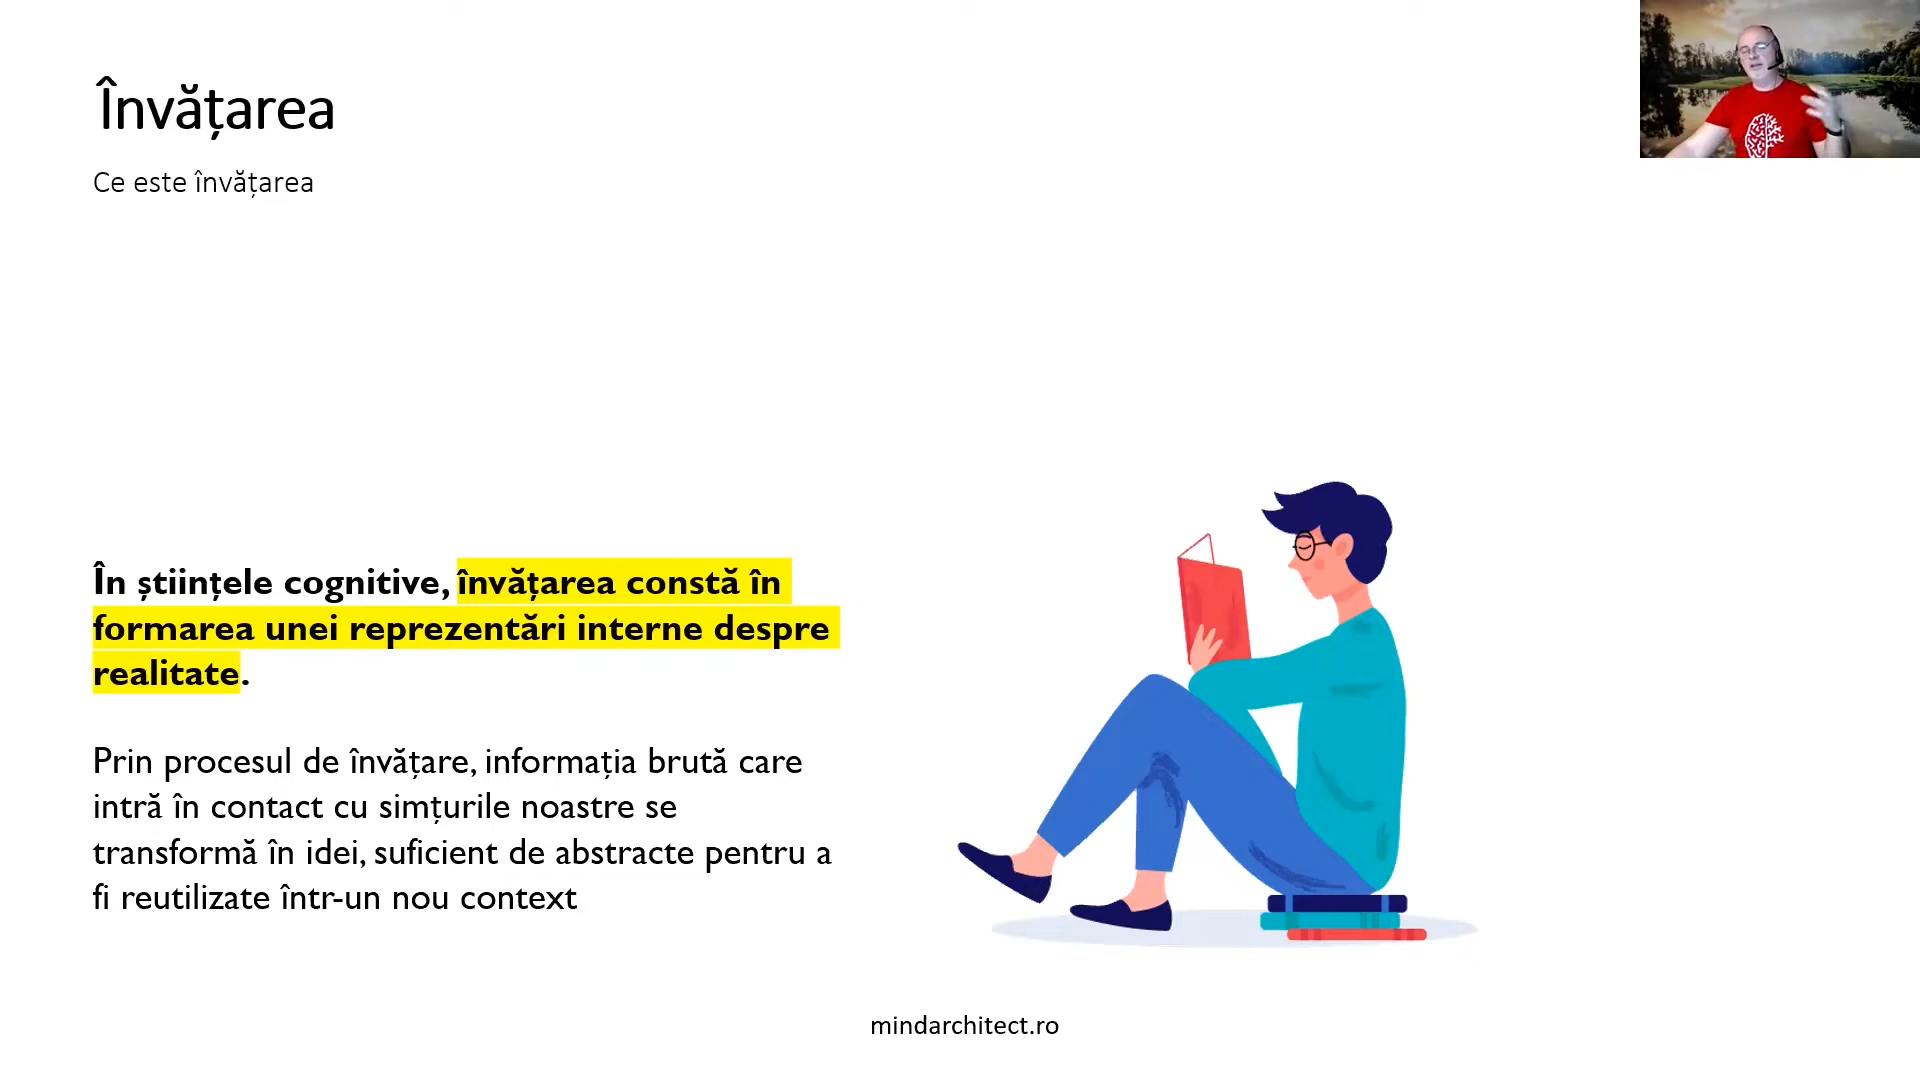 Învățarea
Ce este învățarea
În științele cognitive, învățarea constă în
formarea unei reprezentări interne despre
realitate.
Prin procesul de învățare, informația brută care
intră în contact cu simțurile noastre se
transformă în idei, suficient de abstracte pentru a
fi reutilizate într-un nou context
mindarchitect.ro